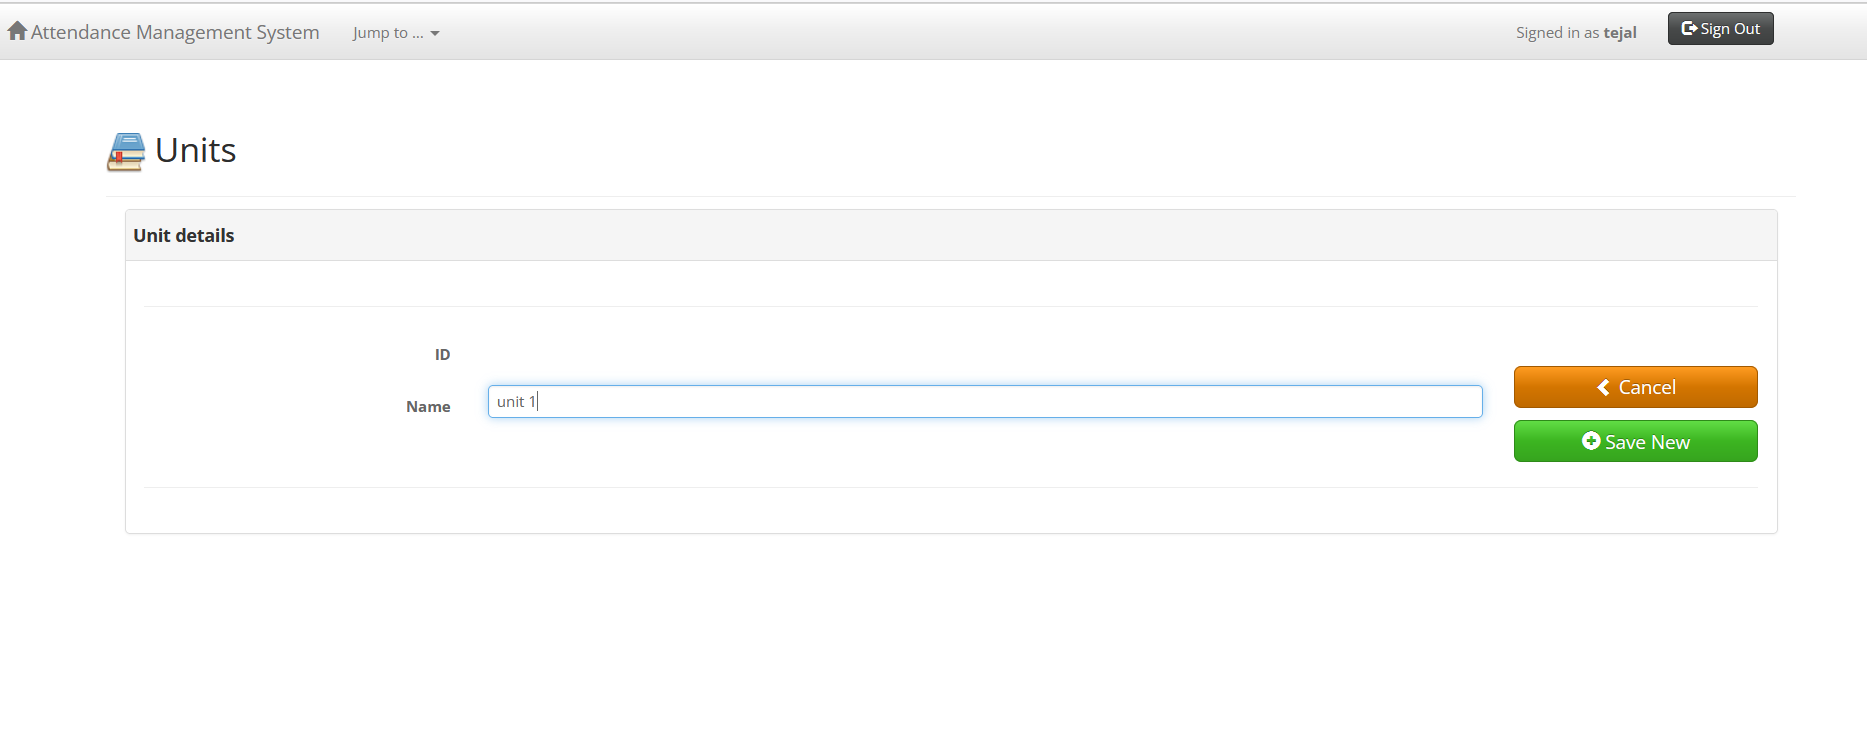 Attendance Management System Jump to ... Signed in as tejal Sign Out
Units
Unit details
ID
Name unit 1
Cancel
Save New